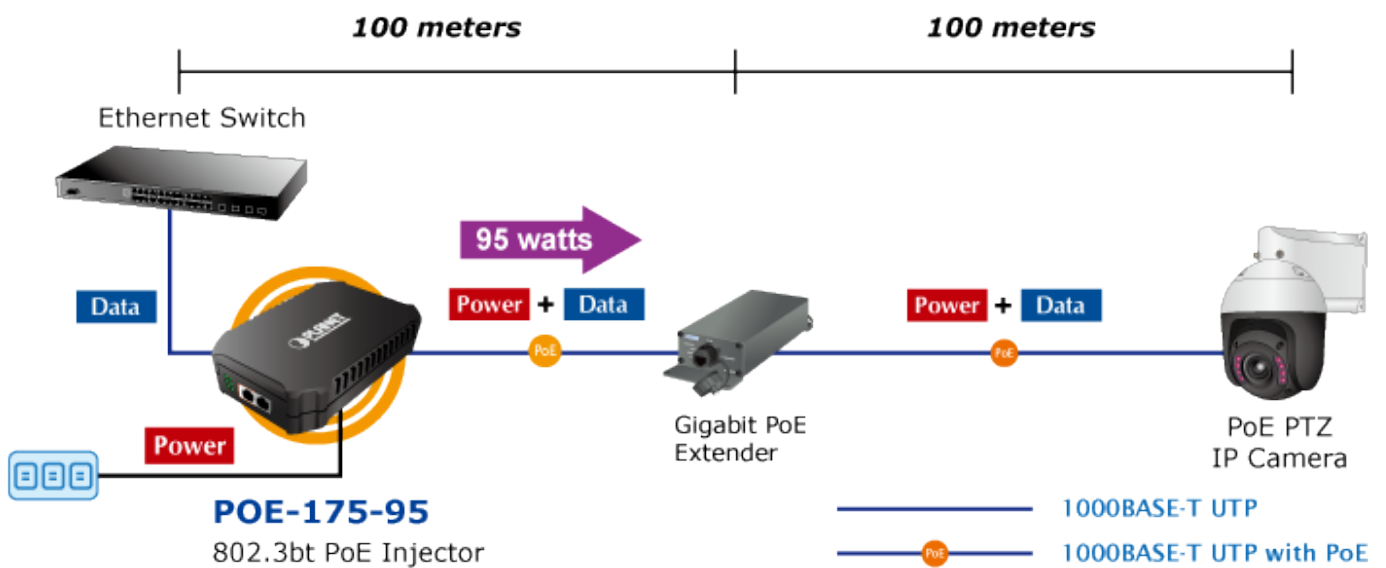 100 meters
100 meters
Ethernet Switch
95 watts
Data
Power + Data
Power + Data
PLANET
PoE
PoE
Power
Gigabit PoE
Extender
PoE PTZ
IP Camera
POE-175-95
802.3bt PoE Injector
1000BASE-T UTP
PoE
1000BASE-T UTP with PoE